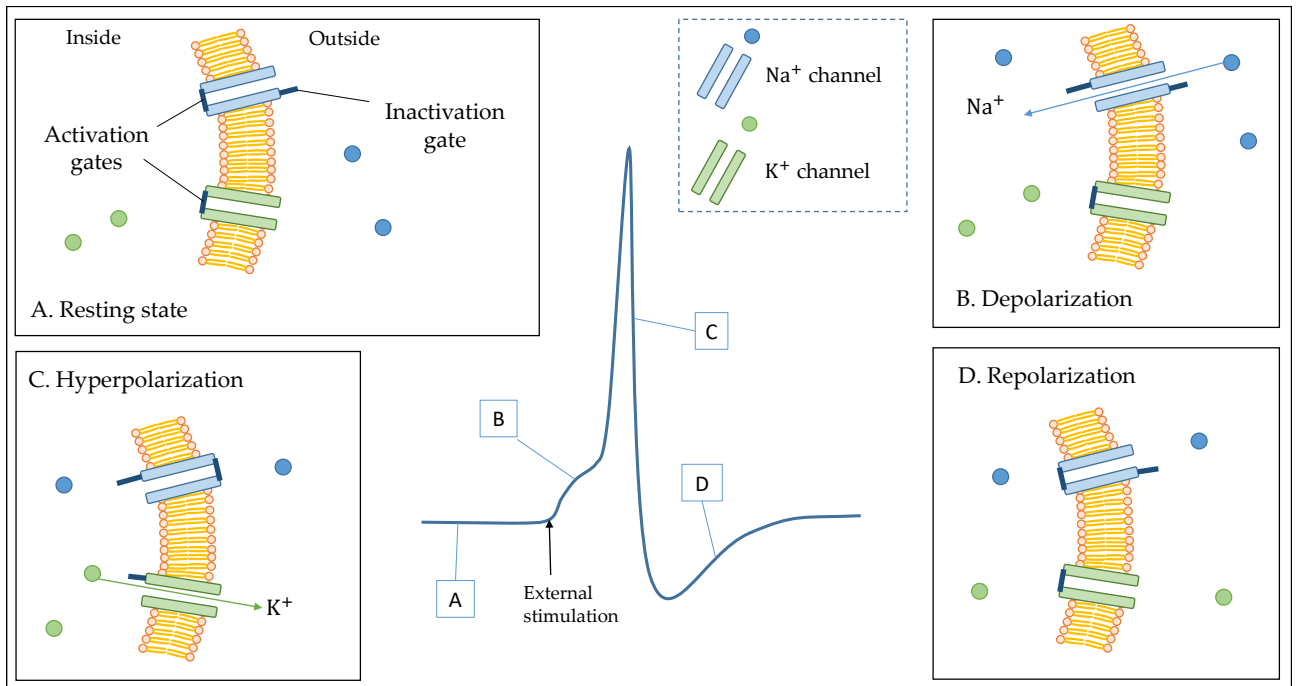 Inside
Outside
Activation
gates
Inactivation
gate
A. Resting state
Na⁺ channel
K⁺ channel
Na⁺
B. Depolarization
C. Hyperpolarization
K⁺
A
B
C
D
External
stimulation
D. Repolarization